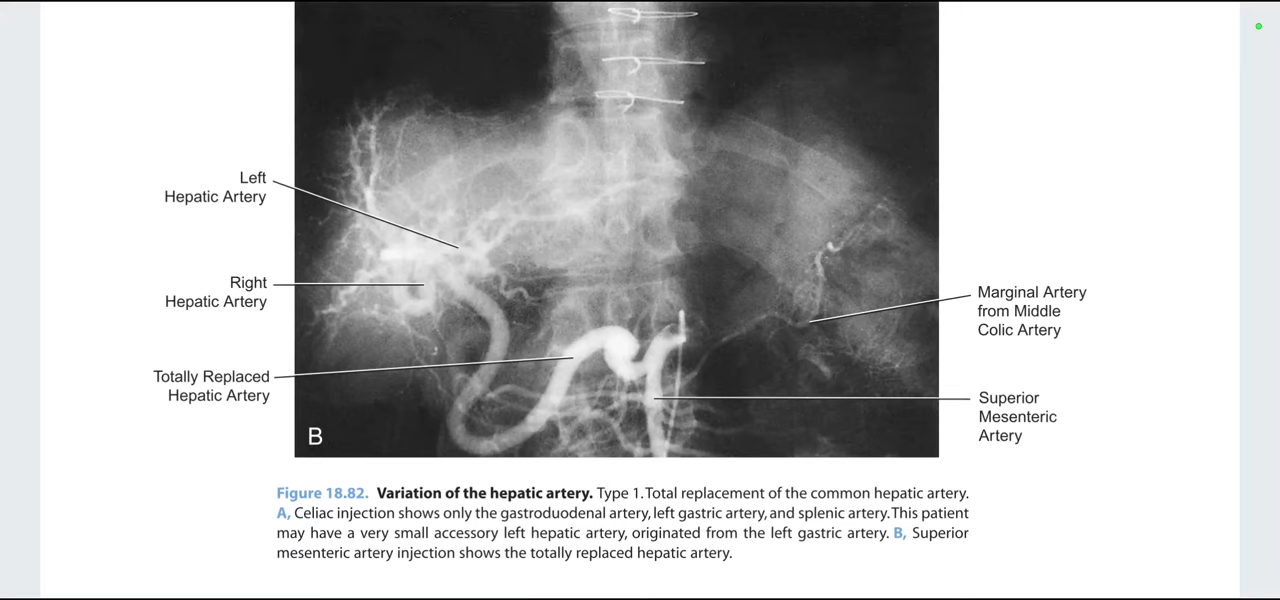 Left
Hepatic Artery
Right
Hepatic Artery
Totally Replaced
Hepatic Artery
Marginal Artery
from Middle
Colic Artery
Superior
Mesenteric
Artery
B
Figure 18.82. Variation of the hepatic artery. Type 1. Total replacement of the common hepatic artery.
A, Celiac injection shows only the gastroduodenal artery, left gastric artery, and splenic artery. This patient
may have a very small accessory left hepatic artery, originated from the left gastric artery. B, Superior
mesenteric artery injection shows the totally replaced hepatic artery.